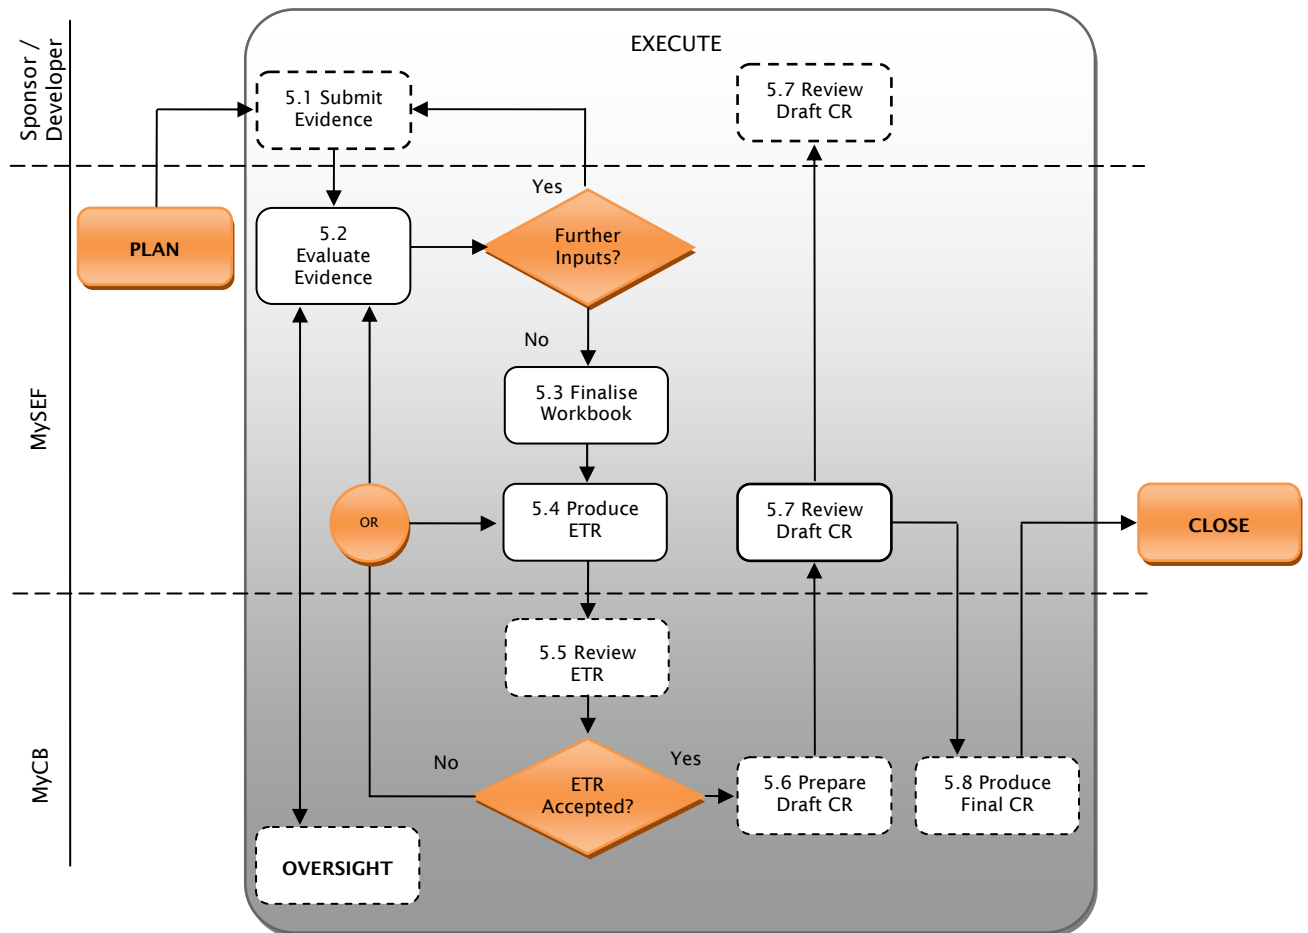 Sponsor /
Developer
EXECUTE
5.1 Submit
Evidence
5.7 Review
Draft CR
PLAN
5.2
Evaluate
Evidence
Yes
Further
Inputs?
No
MySEF
5.3 Finalise
Workbook
OR
5.4 Produce
ETR
5.7 Review
Draft CR
CLOSE
5.5 Review
ETR
MyCB
No
ETR
Accepted?
Yes
5.6 Prepare
Draft CR
5.8 Produce
Final CR
OVERSIGHT